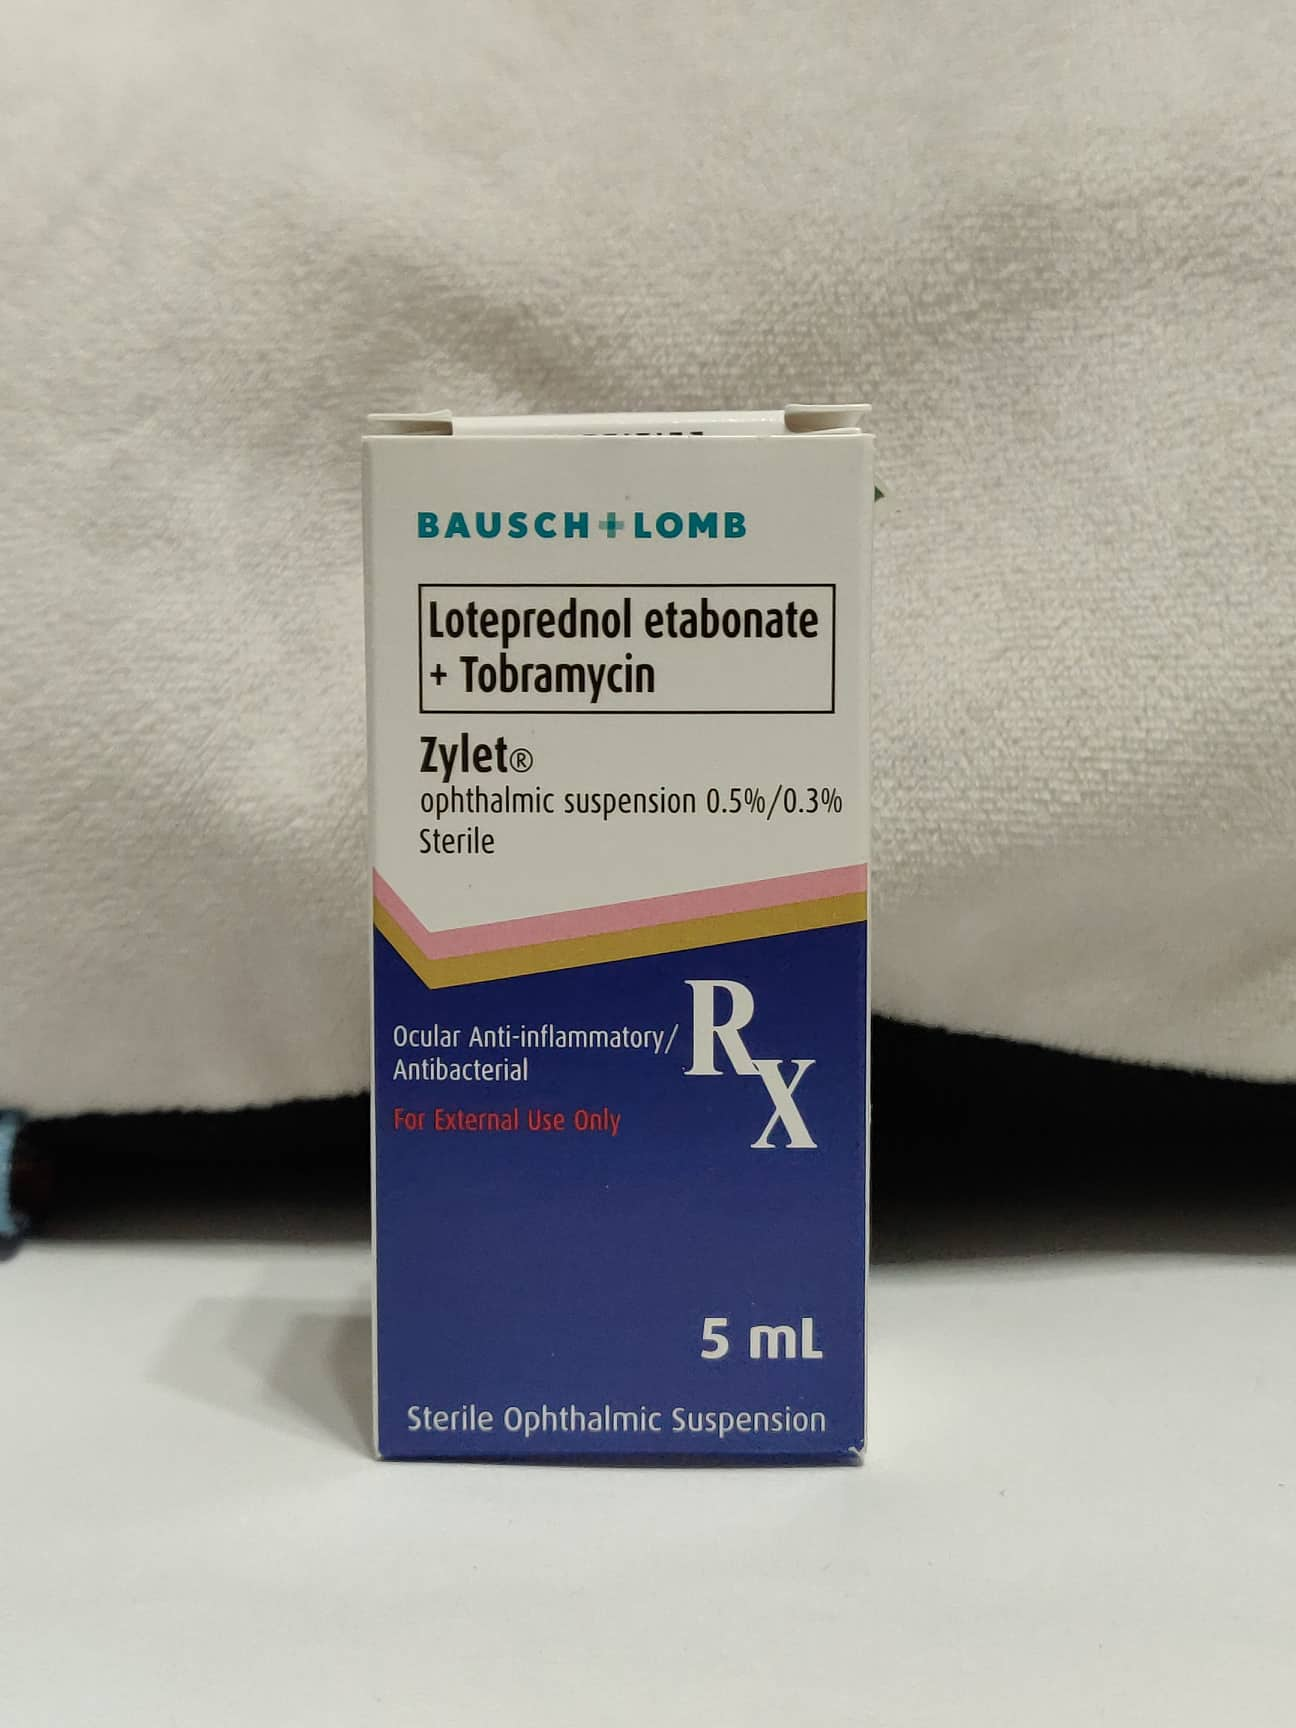 BAUSCH + LOMB
Loteprednol etabonate
+ Tobramycin
Zylet®
ophthalmic suspension 0.5%/0.3%
Sterile
Ocular Anti-inflammatory/
Antibacterial
For External Use Only
Rx
5 mL
Sterile Ophthalmic Suspension